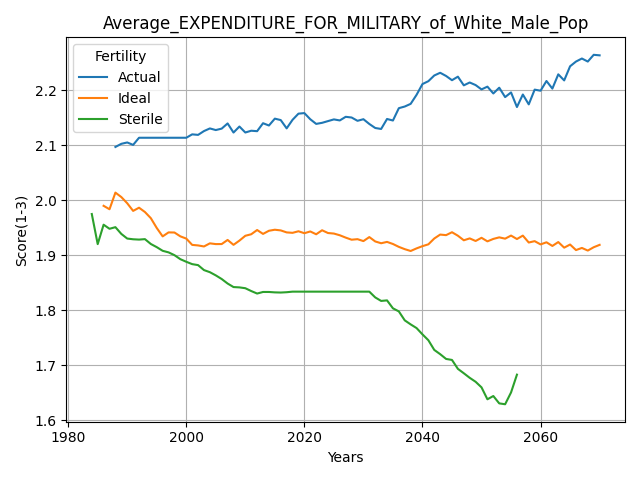 Average_EXPENDITURE_FOR_MILITARY_of_White_Male_Pop
Fertility
Actual
Ideal
Sterile
Score(1-3)
2.2
2.1
2.0
1.9
1.8
1.7
1.6
1980 2000 2020 2040 2060
Years